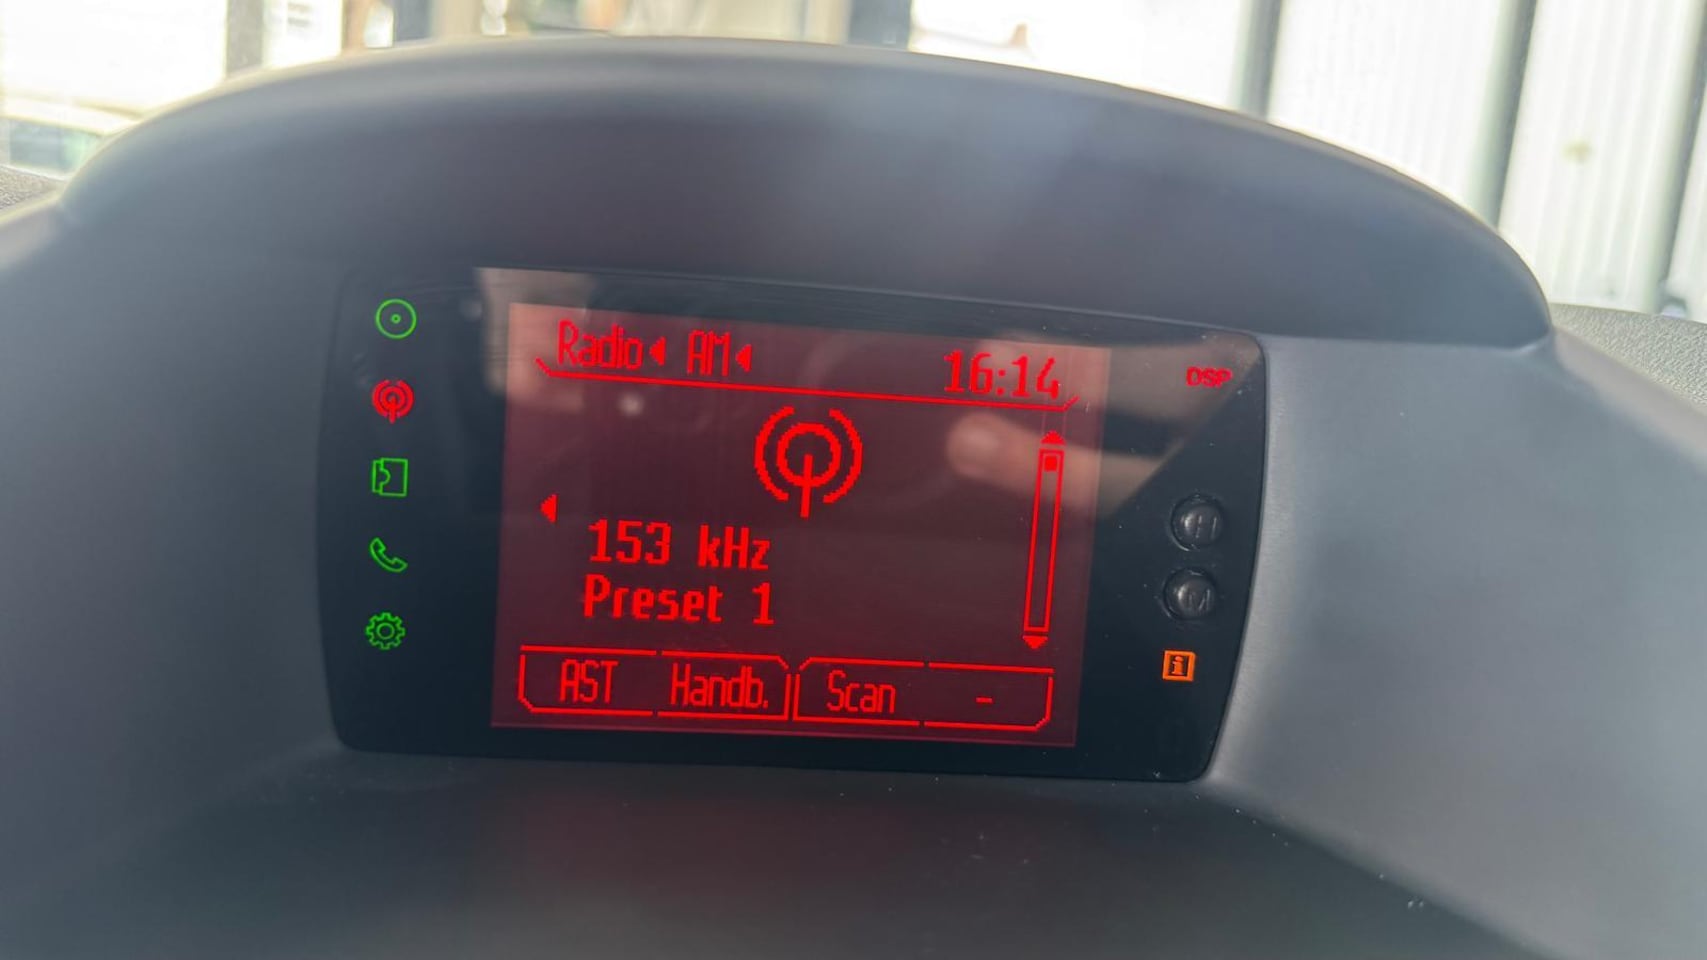 Radio AM 16:14
DSP
153 kHz
Preset 1
H
M
i
AST Handb. Scan -